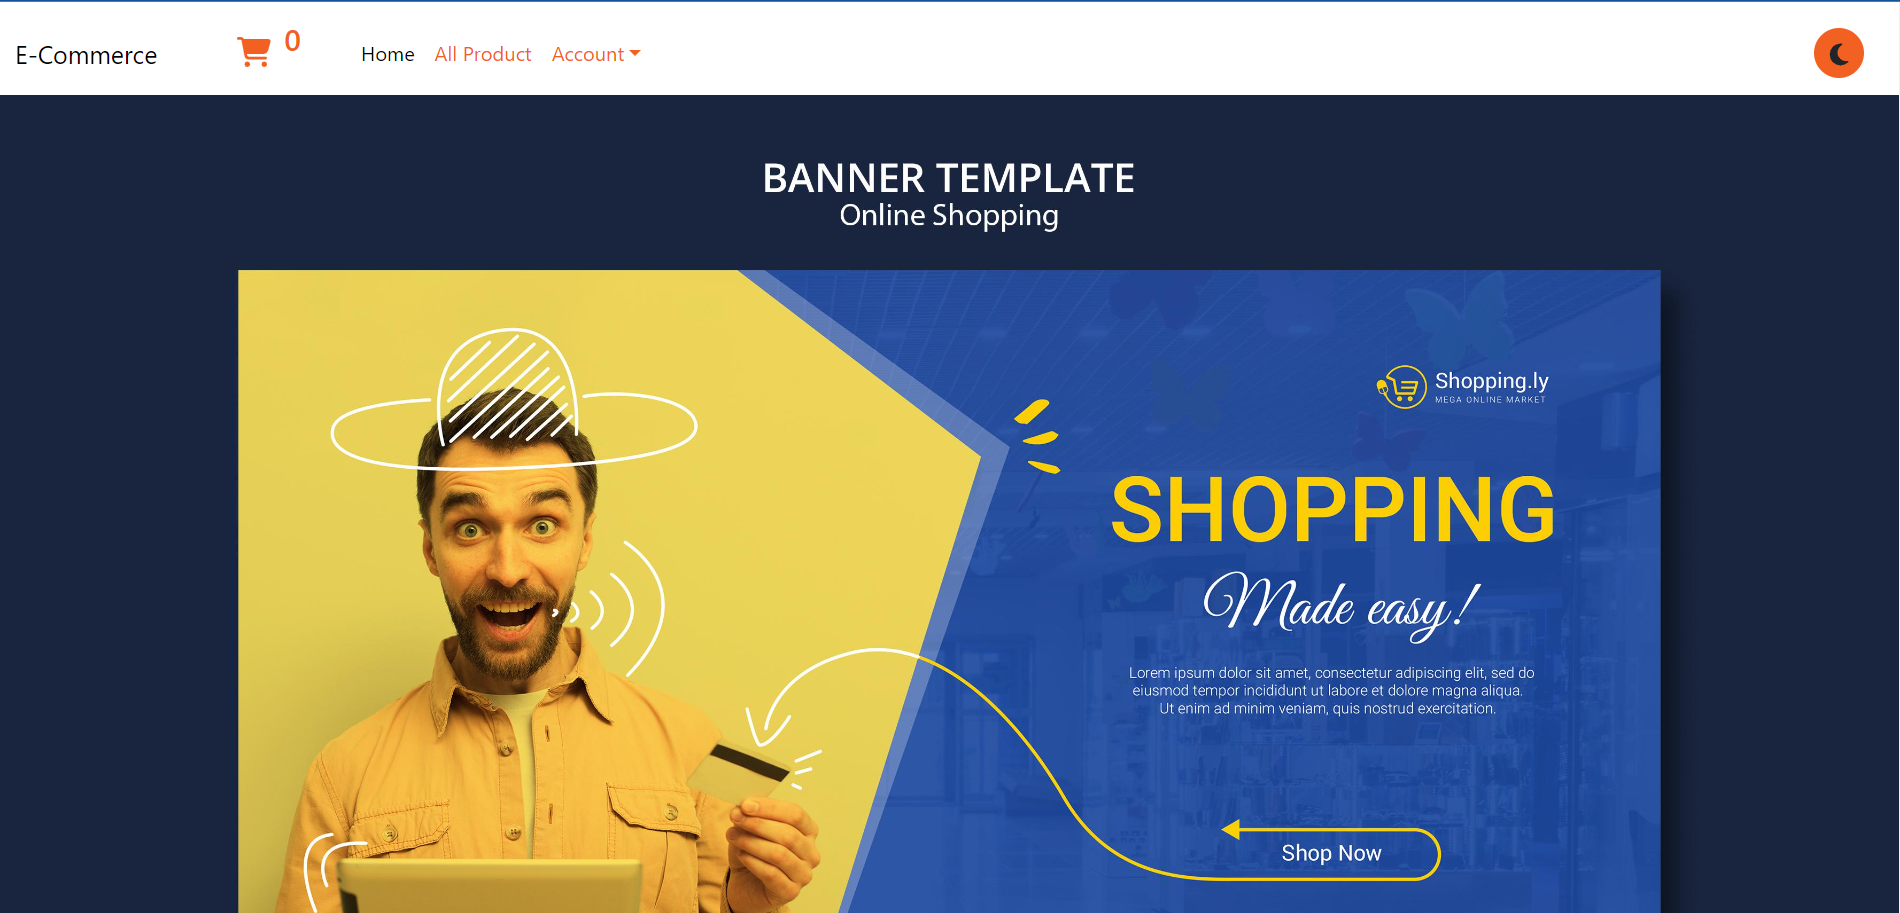 E-Commerce
0
Home
All Product
Account
BANNER TEMPLATE
Online Shopping
Shopping.ly
MEGA ONLINE MARKET
SHOPPING
Made easy!
Lorem ipsum dolor sit amet, consectetur adipiscing elit, sed do
eiusmod tempor incididunt ut labore et dolore magna aliqua.
Ut enim ad minim veniam, quis nostrud exercitation.
Shop Now